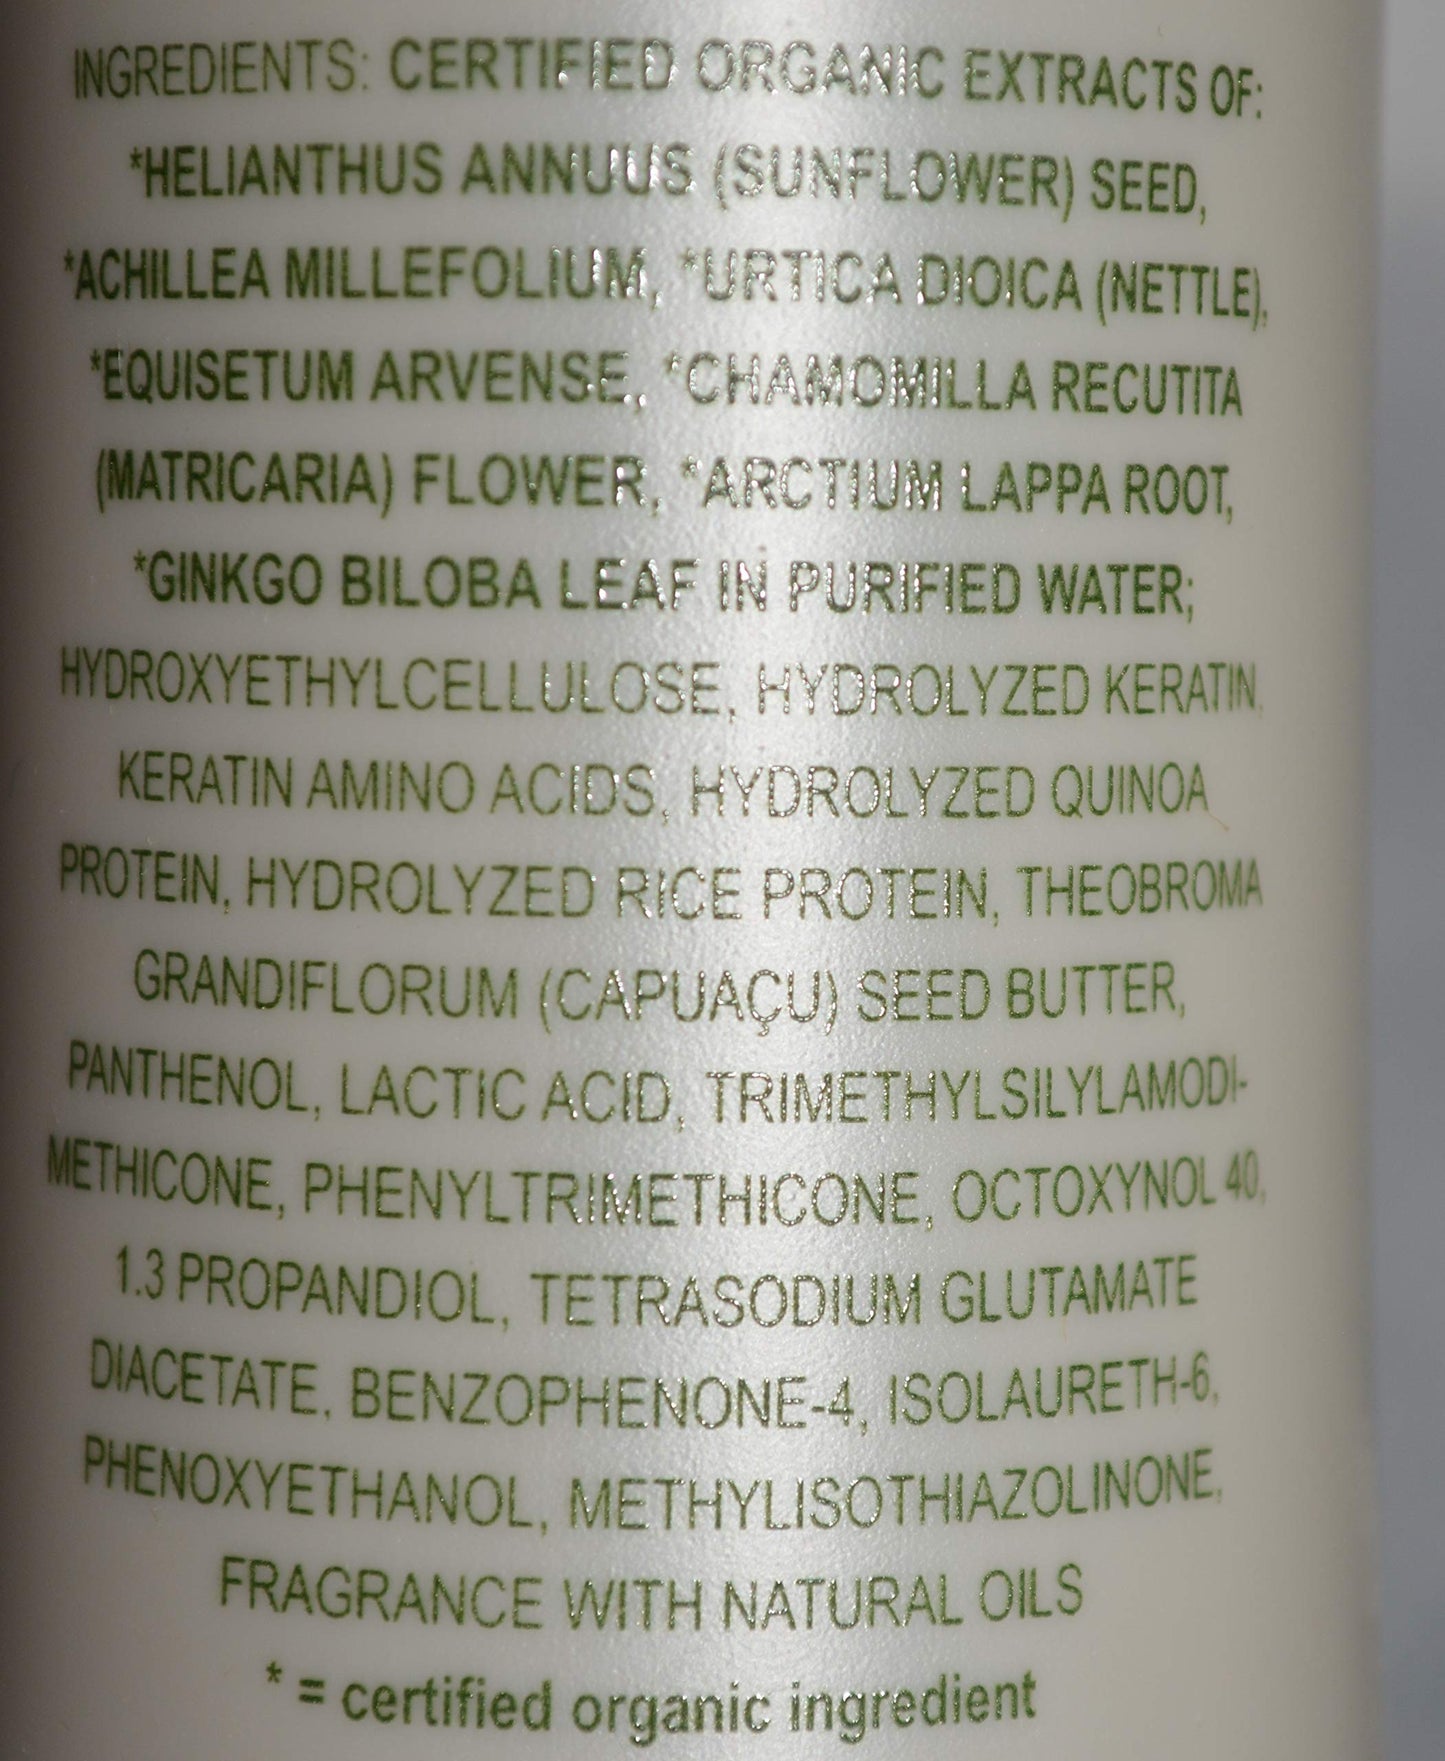 INGREDIENTS: CERTIFIED ORGANIC EXTRACTS OF:
*HELIANTHUS ANNUUS (SUNFLOWER) SEED,
*ACHILLEA MILLEFOLIUM, *URTICA DIOICA (NETTLE),
*EQUISETUM ARVENSE, *CHAMOMILLA RECUTITA
(MATRICARIA) FLOWER, *ARCTIUM LAPPA ROOT,
*GINKGO BILOBA LEAF IN PURIFIED WATER;
HYDROXYETHYLCELLULOSE, HYDROLYZED KERATIN,
KERATIN AMINO ACIDS, HYDROLYZED QUINOA
PROTEIN, HYDROLYZED RICE PROTEIN, THEOBROMA
GRANDIFLORUM (CAPUAÇU) SEED BUTTER,
PANTHENOL, LACTIC ACID, TRIMETHYLSILYLAMODI-
METHICONE, PHENYLTRIMETHICONE, OCTOXYNOL 40,
1.3 PROPANDIOL, TETRASODIUM GLUTAMATE
DIACETATE, BENZOPHENONE-4, ISOLAURETH-6,
PHENOXYETHANOL, METHYLISOTHIAZOLINONE,
FRAGRANCE WITH NATURAL OILS
* = certified organic ingredient